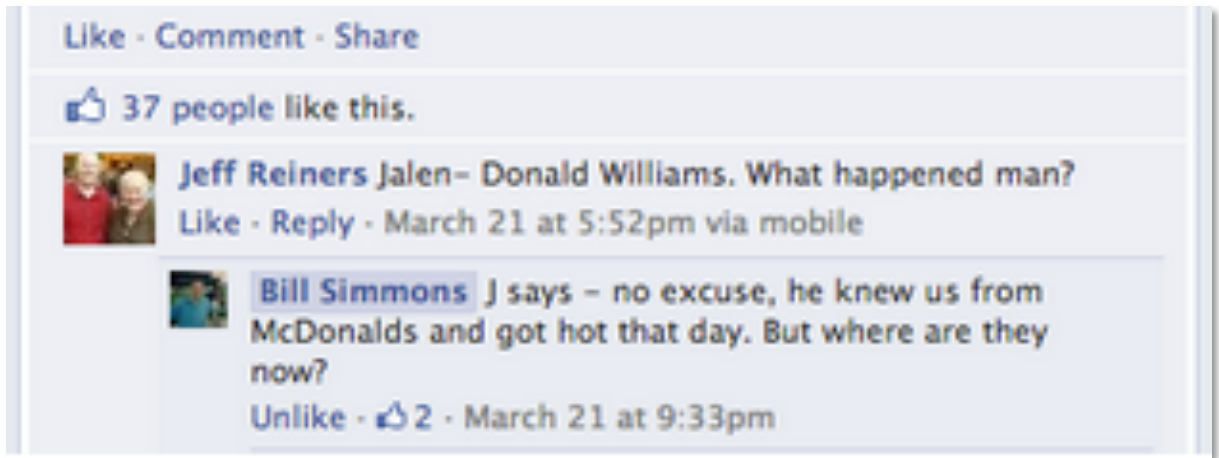 Like · Comment · Share
37 people like this.
Jeff Reiners Jalen– Donald Williams. What happened man?
Like · Reply · March 21 at 5:52pm via mobile
Bill Simmons J says – no excuse, he knew us from
McDonalds and got hot that day. But where are they
now?
Unlike · 2 · March 21 at 9:33pm